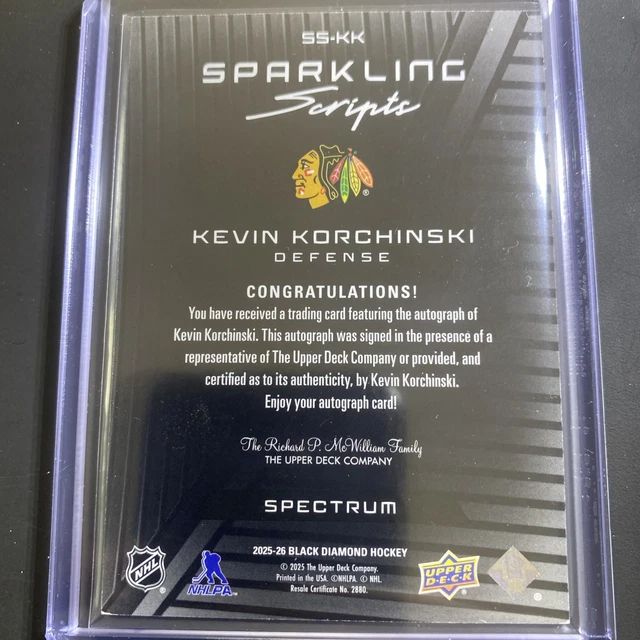 SS-KK
SPARKLING
Scripts
®
KEVIN KORCHINSKI
DEFENSE
CONGRATULATIONS!
You have received a trading card featuring the autograph of
Kevin Korchinski. This autograph was signed in the presence of a
representative of The Upper Deck Company or provided, and
certified as to its authenticity, by Kevin Korchinski.
Enjoy your autograph card!
The Richard P. McWilliam Family
THE UPPER DECK COMPANY
SPECTRUM
2025-26 BLACK DIAMOND HOCKEY
© 2025 The Upper Deck Company.
Printed in the USA. ©NHLPA. © NHL.
Resale Certificate No. 2880.
NHL
NHLPA
UPPER
DECK